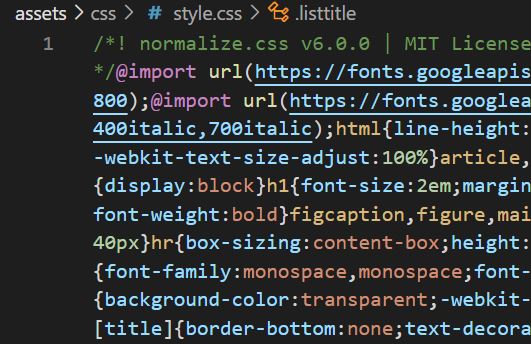 assets > css > # style.css > .listtitle
1 /*! normalize.css v6.0.0 | MIT License
*/@import url(https://fonts.googleapis
800);@import url(https://fonts.googlea
400italic,700italic);html{line-height:
-webkit-text-size-adjust:100%}article,
{display:block}h1{font-size:2em;margin
font-weight:bold}figcaption,figure,mai
40px}hr{box-sizing:content-box;height:
{font-family:monospace,monospace;font-
{background-color:transparent;-webkit-
[title]{border-bottom:none;text-decora